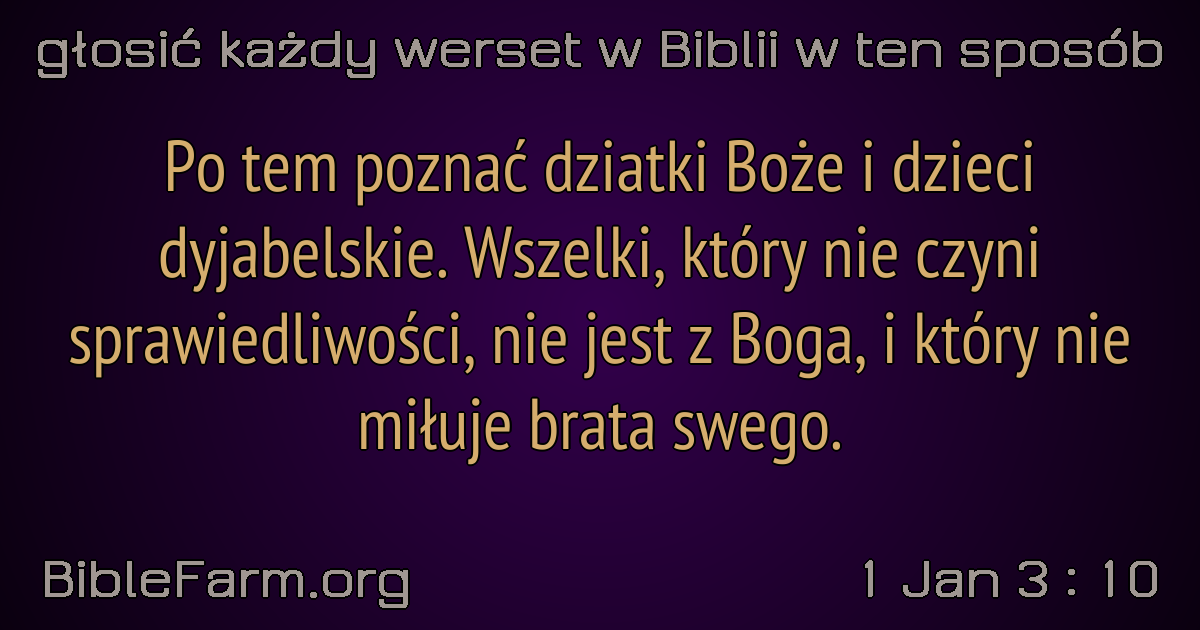 głosić każdy werset w Biblii w ten sposób
Po tem poznać dziatki Boże i dzieci
dyjabelskie. Wszelki, który nie czyni
sprawiedliwości, nie jest z Boga, i który nie
miłuje brata swego.
BibleFarm.org
1 Jan 3 : 10